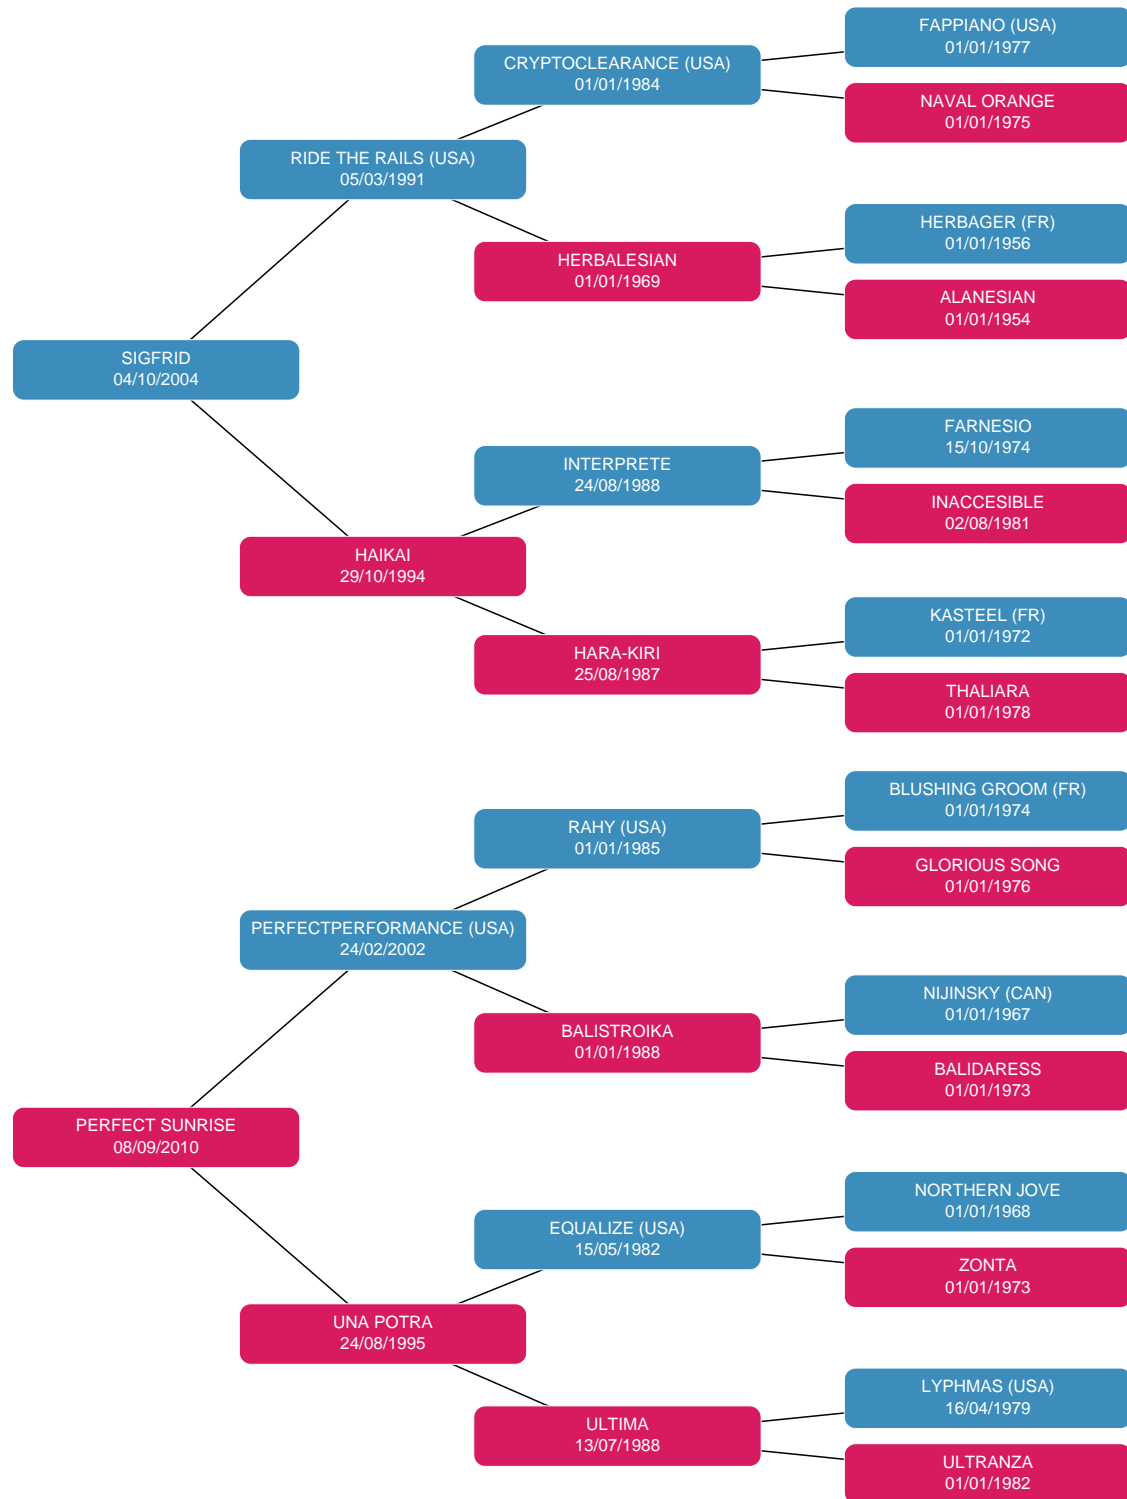 FAPPIANO (USA)
01/01/1977
CRYPTOCLEARANCE (USA)
01/01/1984
NAVAL ORANGE
01/01/1975
RIDE THE RAILS (USA)
05/03/1991
HERBAGER (FR)
01/01/1956
HERBALESIAN
01/01/1969
ALANESIAN
01/01/1954
SIGFRID
04/10/2004
FARNESIO
15/10/1974
INTERPRETE
24/08/1988
INACCESIBLE
02/08/1981
HAIKAI
29/10/1994
KASTEEL (FR)
01/01/1972
HARA-KIRI
25/08/1987
THALIARA
01/01/1978
BLUSHING GROOM (FR)
01/01/1974
RAHY (USA)
01/01/1985
GLORIOUS SONG
01/01/1976
PERFECTPERFORMANCE (USA)
24/02/2002
NIJINSKY (CAN)
01/01/1967
BALISTROIKA
01/01/1988
BALIDARESS
01/01/1973
PERFECT SUNRISE
08/09/2010
NORTHERN JOVE
01/01/1968
EQUALIZE (USA)
15/05/1982
ZONTA
01/01/1973
UNA POTRA
24/08/1995
LYPHMAS (USA)
16/04/1979
ULTIMA
13/07/1988
ULTRANZA
01/01/1982